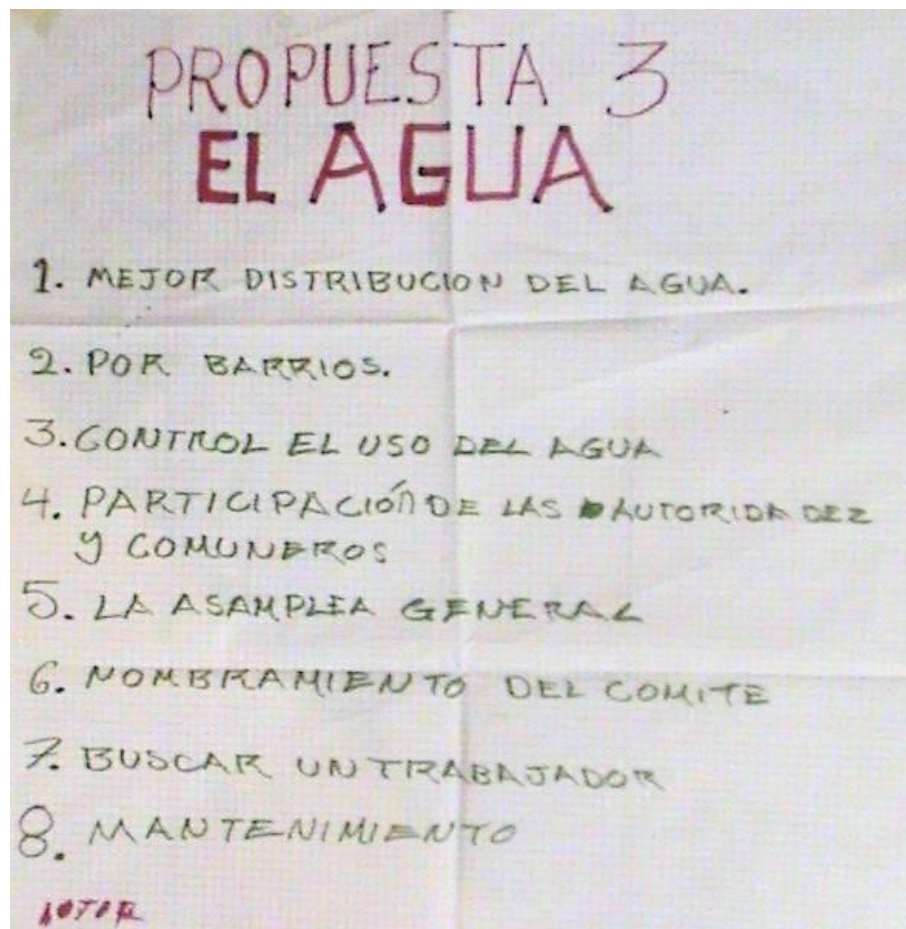 PROPUESTA 3
EL AGUA
1. MEJOR DISTRIBUCION DEL AGUA.
2. POR BARRIOS.
3. CONTROL EL USO DEL AGUA
4. PARTICIPACIÓN DE LAS AUTORIDADEZ
Y COMUNEROS
5. LA ASAMPLEA GENERAL
6. NOMBRAMIENTO DEL COMITE
7. BUSCAR UN TRABAJADOR
8. MANTENIMIENTO